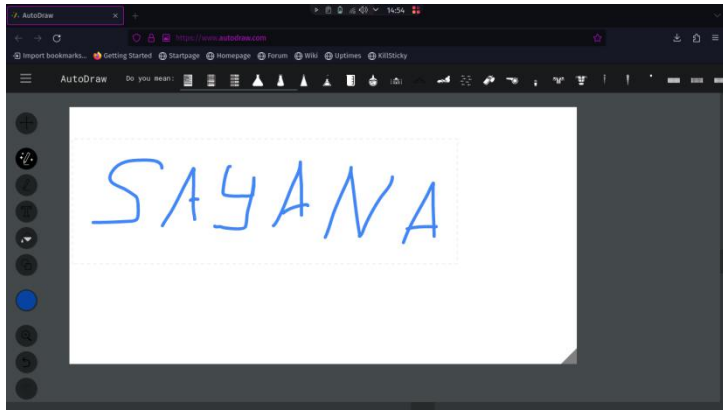 AutoDraw
14:54
https://www.autodraw.com
Import bookmarks... Getting Started Startpage Homepage Forum Wiki Uptimes KillSticky
AutoDraw Do you mean:
SAYANA